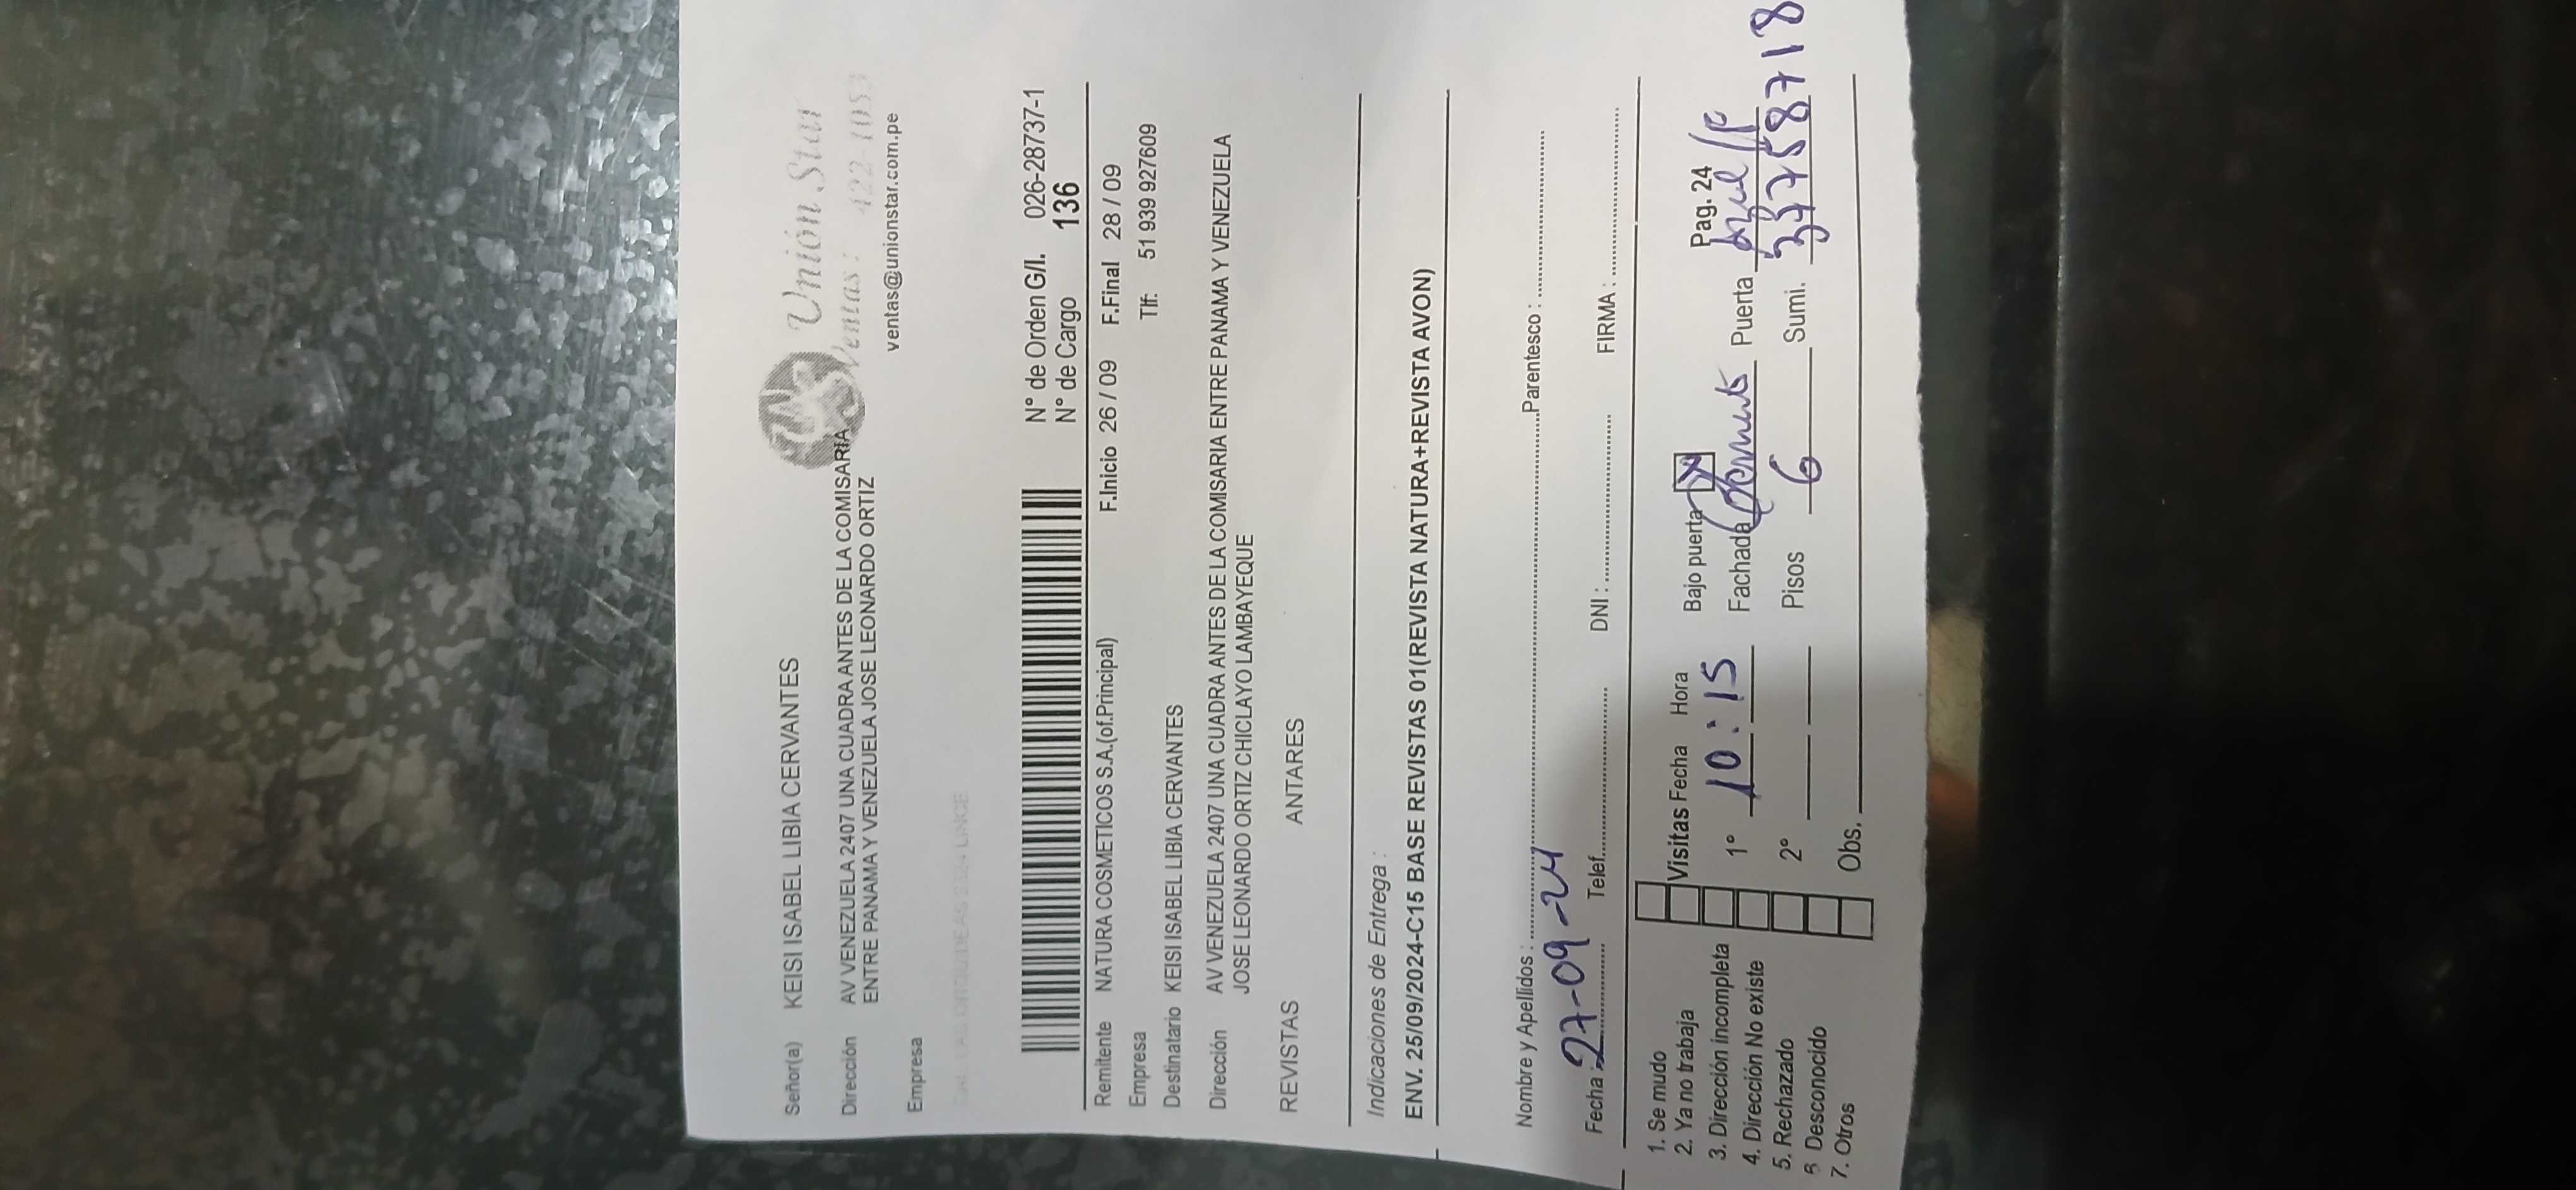 Unión Star
Ventas: 422-1053
ventas@unionstar.com.pe
Señor(a) KEISI ISABEL LIBIA CERVANTES
Dirección AV VENEZUELA 2407 UNA CUADRA ANTES DE LA COMISARIA
ENTRE PANAMA Y VENEZUELA JOSE LEONARDO ORTIZ
Empresa
N° de Orden G/I. 026-28737-1
N° de Cargo 136
Remitente NATURA COSMETICOS S.A.(of.Principal) F.Inicio 26 / 09 F.Final 28 / 09
Empresa Tlf: 51 939 927609
Destinatario KEISI ISABEL LIBIA CERVANTES
Dirección AV VENEZUELA 2407 UNA CUADRA ANTES DE LA COMISARIA ENTRE PANAMA Y VENEZUELA
JOSE LEONARDO ORTIZ CHICLAYO LAMBAYEQUE
REVISTAS ANTARES
Indicaciones de Entrega :
ENV. 25/09/2024-C15 BASE REVISTAS 01(REVISTA NATURA+REVISTA AVON)
Nombre y Apellidos : Parentesco :
Fecha : 27-09-24 Telef. DNI : FIRMA :
1. Se mudo
2. Ya no trabaja
3. Dirección incompleta
4. Dirección No existe
5. Rechazado
6 Desconocido
7. Otros
Visitas Fecha Hora Bajo puerta X Pag. 24
1° 10:15 Fachada Puerta
2° Pisos 6 Sumi. 37758718
Obs.